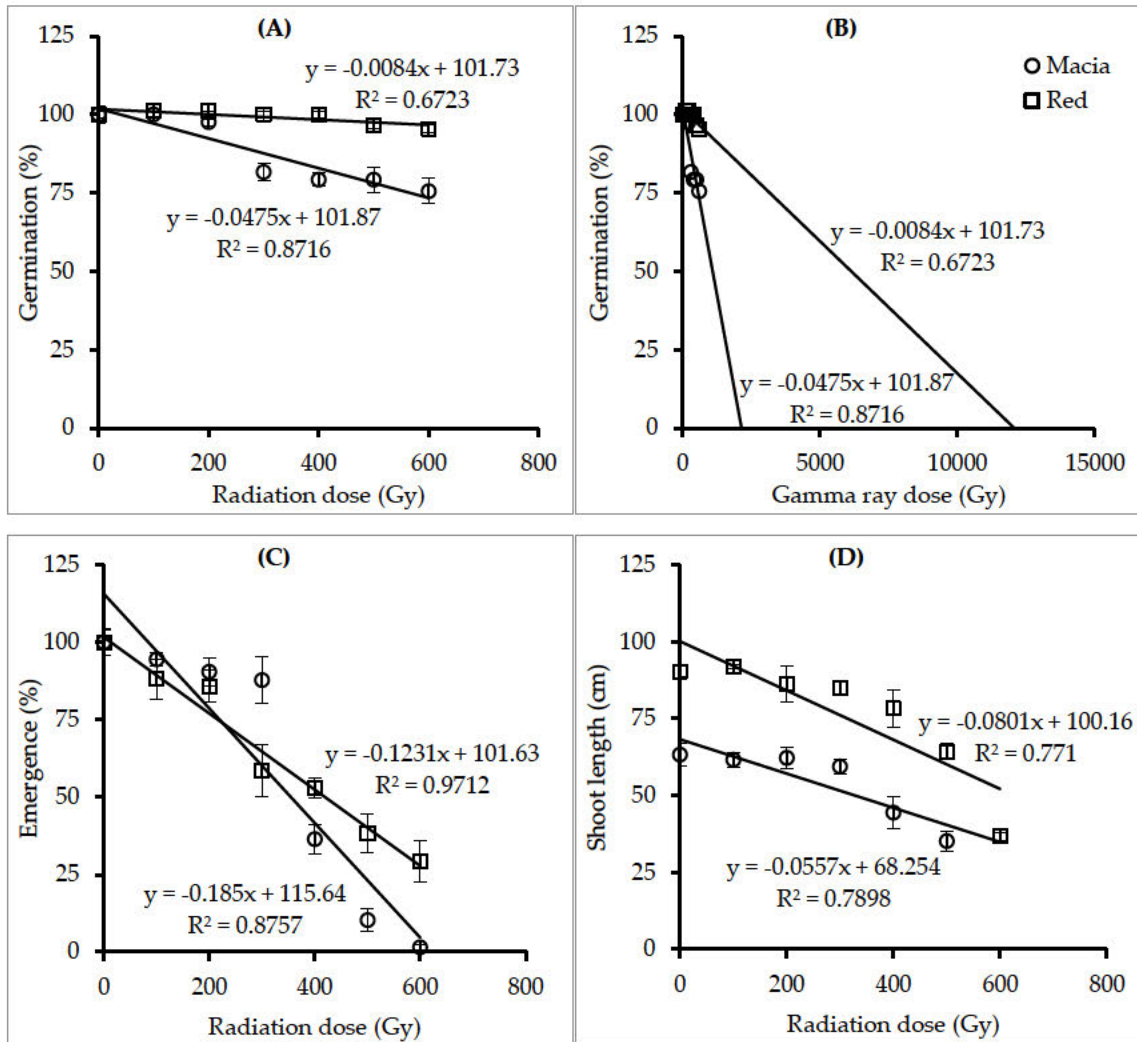 (A)
125
100
75
50
25
0
Germination (%)
y = -0.0084x + 101.73
R² = 0.6723
y = -0.0475x + 101.87
R² = 0.8716
0 200 400 600 800
Radiation dose (Gy)
(B)
125
100
75
50
25
0
Germination (%)
Macia
Red
y = -0.0084x + 101.73
R² = 0.6723
y = -0.0475x + 101.87
R² = 0.8716
0 5000 10000 15000
Gamma ray dose (Gy)
(C)
125
100
75
50
25
0
Emergence (%)
y = -0.1231x + 101.63
R² = 0.9712
y = -0.185x + 115.64
R² = 0.8757
0 200 400 600 800
Radiation dose (Gy)
(D)
125
100
75
50
25
0
Shoot length (cm)
y = -0.0801x + 100.16
R² = 0.771
y = -0.0557x + 68.254
R² = 0.7898
0 200 400 600 800
Radiation dose (Gy)